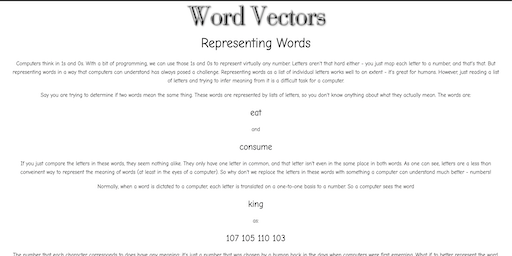 Word Vectors
Representing Words
Computers think in 1s and 0s. With a bit of programming, we can use those 1s and 0s to represent virtually any number. Letters aren't that hard either - you just map each letter to a number, and that's that. But
representing words in a way that computers can understand has always posed a challenge. Representing words as a list of individual letters works well to an extent - it's great for humans. However, just reading a list
of letters and trying to infer meaning from it is a difficult task for a computer.
Say you are trying to determine if two words mean the same thing. These words are represented by lists of letters, so you don't know anything about what they actually mean. The words are:
eat
and
consume
If you just compare the letters in these words, they seem nothing alike. They only have one letter in common, and that letter isn't even in the same place in both words. As one can see, letters are a less than
convenient way to represent the meaning of words (at least in the eyes of a computer). So why don't we replace the letters in these words with something a computer can understand much better - numbers!
Normally, when a word is dictated to a computer, each letter is translated on a one-to-one basis to a number. So a computer sees the word
king
as
107 105 110 103
The number that each character corresponds to does have any meaning; it's just a number that was chosen by a human back in the days when computers were first emerging. What if to better represent the word